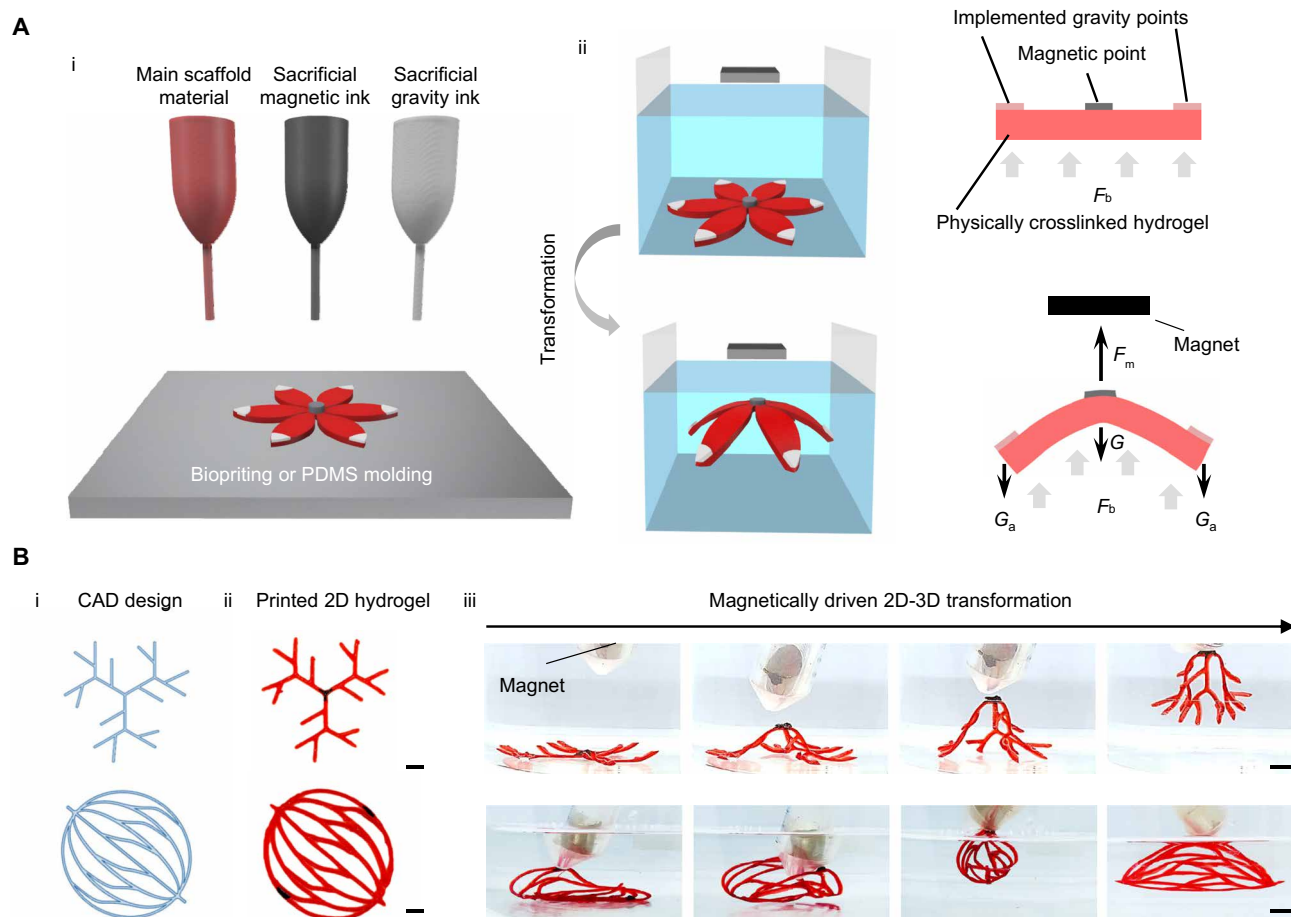 A
i
Main scaffold
material
Sacrificial
magnetic ink
Sacrificial
gravity ink
Biopriting or PDMS molding
ii
Transformation
Implemented gravity points
Magnetic point
Fb
Physically crosslinked hydrogel
Magnet
Fm
G
Ga
Fb
Ga
B
i
CAD design
ii
Printed 2D hydrogel
iii
Magnetically driven 2D-3D transformation
Magnet